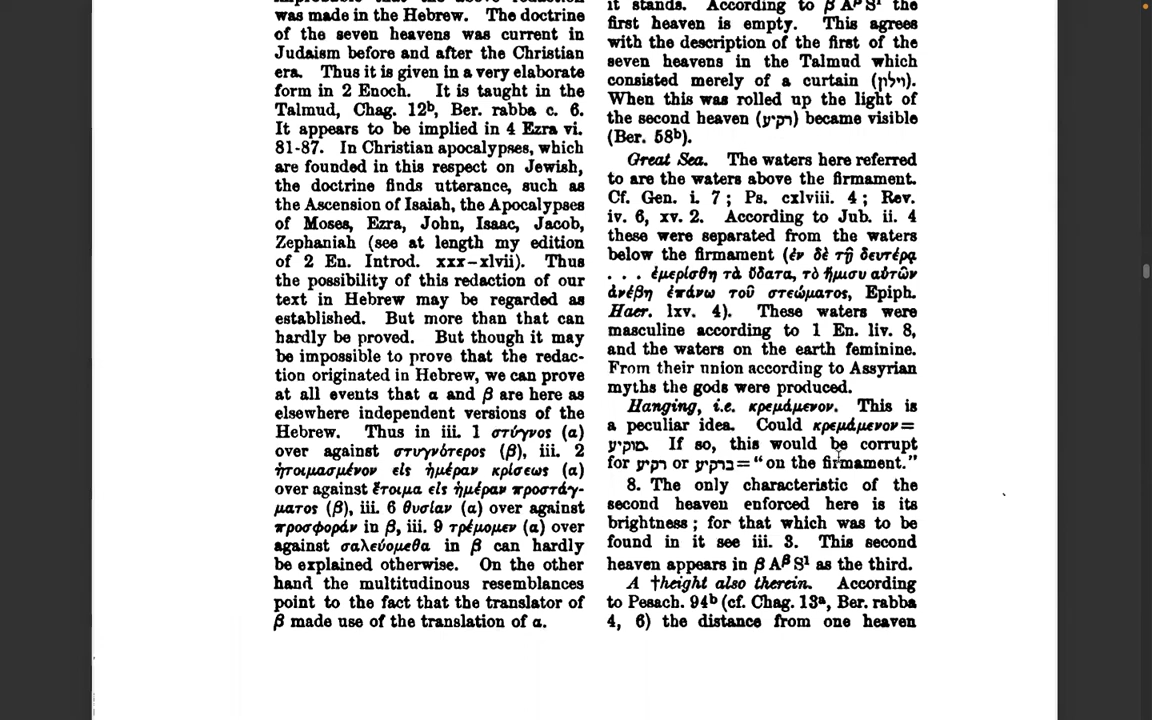 was made in the Hebrew. The doctrine
of the seven heavens was current in
Judaism before and after the Christian
era. Thus it is given in a very elaborate
form in 2 Enoch. It is taught in the
Talmud, Chag. 12ᵇ, Ber. rabba c. 6.
It appears to be implied in 4 Ezra vi.
81-87. In Christian apocalypses, which
are founded in this respect on Jewish,
the doctrine finds utterance, such as
the Ascension of Isaiah, the Apocalypses
of Moses, Ezra, John, Isaac, Jacob,
Zephaniah (see at length my edition
of 2 En. Introd. xxx–xlvii). Thus
the possibility of this redaction of our
text in Hebrew may be regarded as
established. But more than that can
hardly be proved. But though it may
be impossible to prove that the redac-
tion originated in Hebrew, we can prove
at all events that α and β are here as
elsewhere independent versions of the
Hebrew. Thus in iii. 1 στύγνος (α)
over against στυγνότερος (β), iii. 2
ἡτοιμασμένον εἰς ἡμέραν κρίσεως (α)
over against ἕτοιμα εἰς ἡμέραν προστάγ-
ματος (β), iii. 6 θυσίαν (α) over against
προσφοράν in β, iii. 9 τρέμομεν (α) over
against σαλεύομεθα in β can hardly
be explained otherwise. On the other
hand the multitudinous resemblances
point to the fact that the translator of
β made use of the translation of α.
it stands. According to β Aᵝ S¹ the
first heaven is empty. This agrees
with the description of the first of the
seven heavens in the Talmud which
consisted merely of a curtain (וילון).
When this was rolled up the light of
the second heaven (רקיע) became visible
(Ber. 58ᵇ).
Great Sea. The waters here referred
to are the waters above the firmament.
Cf. Gen. i. 7; Ps. cxlviii. 4; Rev.
iv. 6, xv. 2. According to Jub. ii. 4
these were separated from the waters
below the firmament (ἐν δὲ τῇ δευτέρᾳ
. . . ἐμερίσθη τὰ ὕδατα, τὸ ἥμισυ αὐτῶν
ἀνέβη ἐπάνω τοῦ στεώματος, Epiph.
Haer. lxv. 4). These waters were
masculine according to 1 En. liv. 8,
and the waters on the earth feminine.
From their union according to Assyrian
myths the gods were produced.
Hanging, i.e. κρεμάμενον. This is
a peculiar idea. Could κρεμάμενον=
מוקיע. If so, this would be corrupt
for רקיע or ברקיע=“on the firmament.”
8. The only characteristic of the
second heaven enforced here is its
brightness; for that which was to be
found in it see iii. 3. This second
heaven appears in β Aᵝ S¹ as the third.
A †height also therein. According
to Pesach. 94ᵇ (cf. Chag. 13ᵃ, Ber. rabba
4, 6) the distance from one heaven